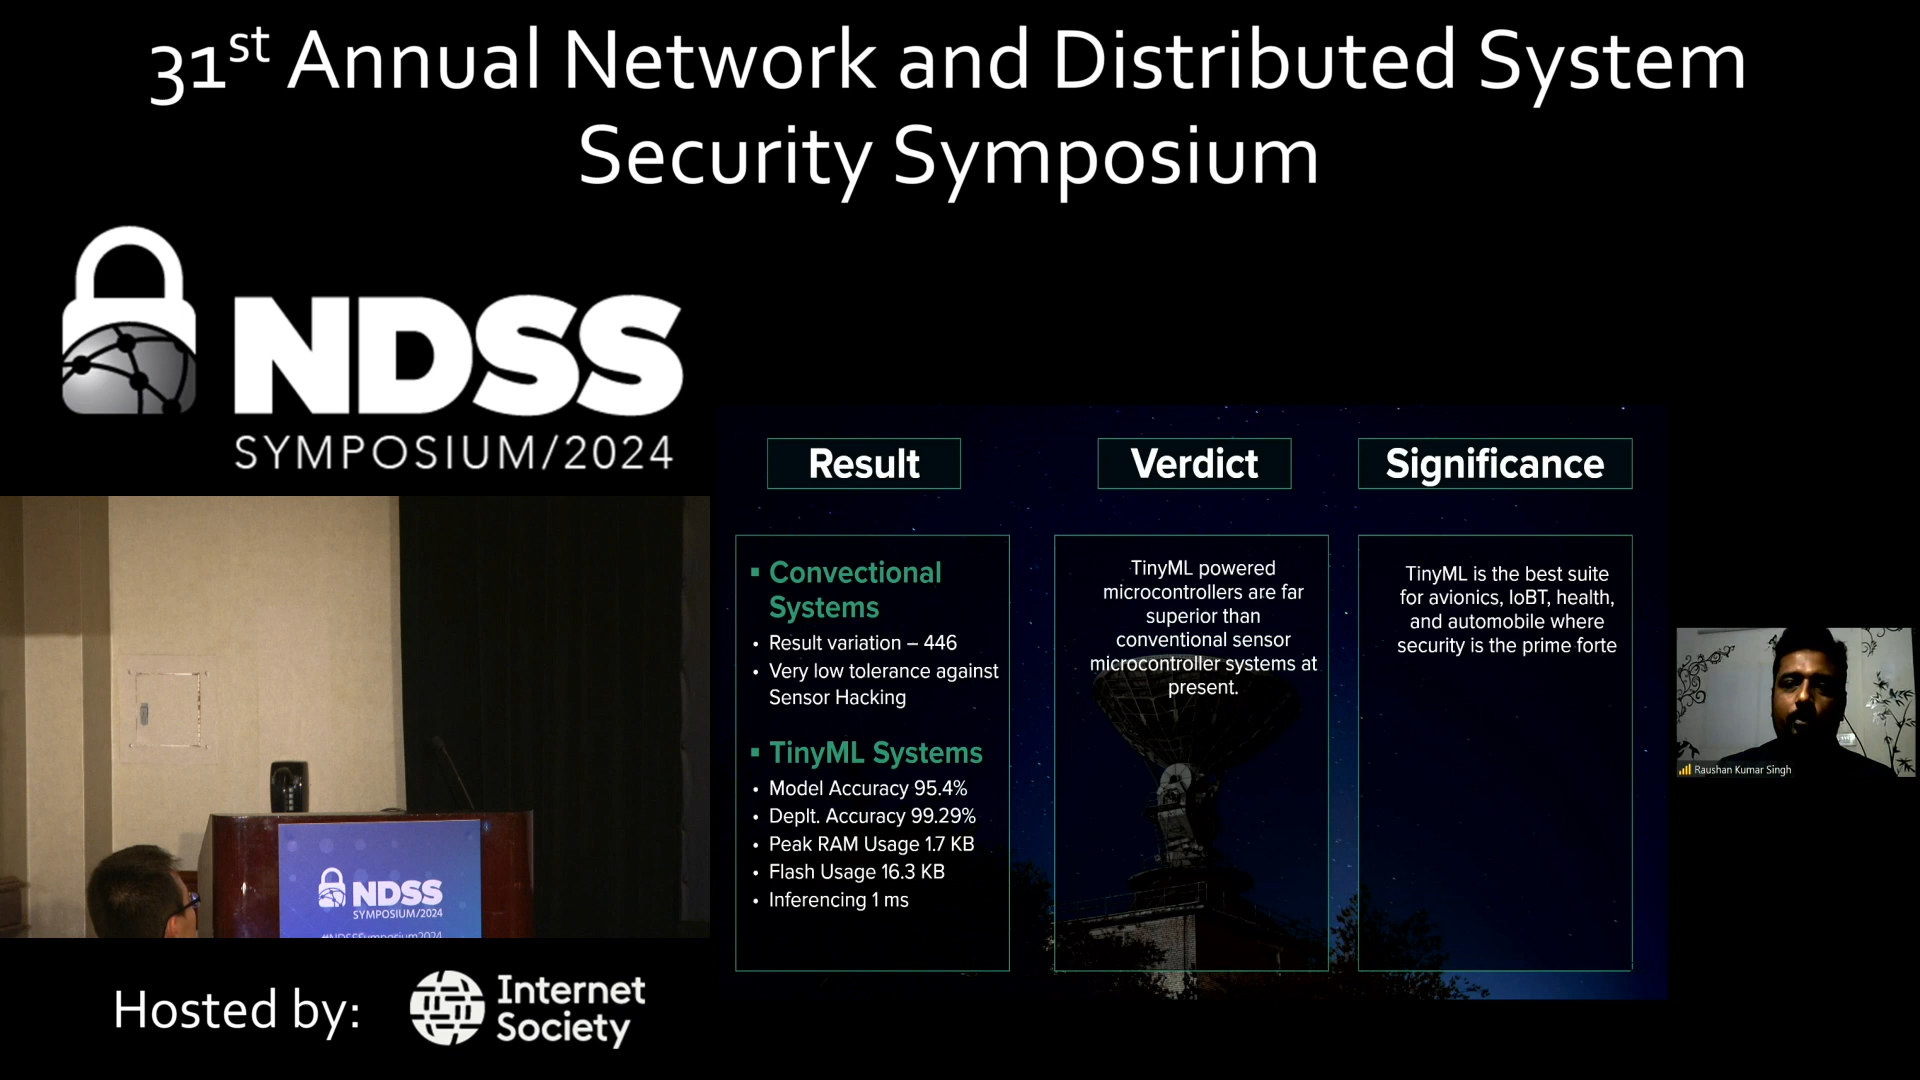 31st Annual Network and Distributed System
Security Symposium
NDSS
SYMPOSIUM/2024
Result
Verdict
Significance
▪ Convectional
Systems
• Result variation – 446
• Very low tolerance against
Sensor Hacking
▪ TinyML Systems
• Model Accuracy 95.4%
• Deplt. Accuracy 99.29%
• Peak RAM Usage 1.7 KB
• Flash Usage 16.3 KB
• Inferencing 1 ms
TinyML powered
microcontrollers are far
superior than
conventional sensor
microcontroller systems at
present.
TinyML is the best suite
for avionics, IoBT, health,
and automobile where
security is the prime forte
Raushan Kumar Singh
NDSS
SYMPOSIUM/2024
#NDSSymposium2024
Hosted by:
Internet
Society